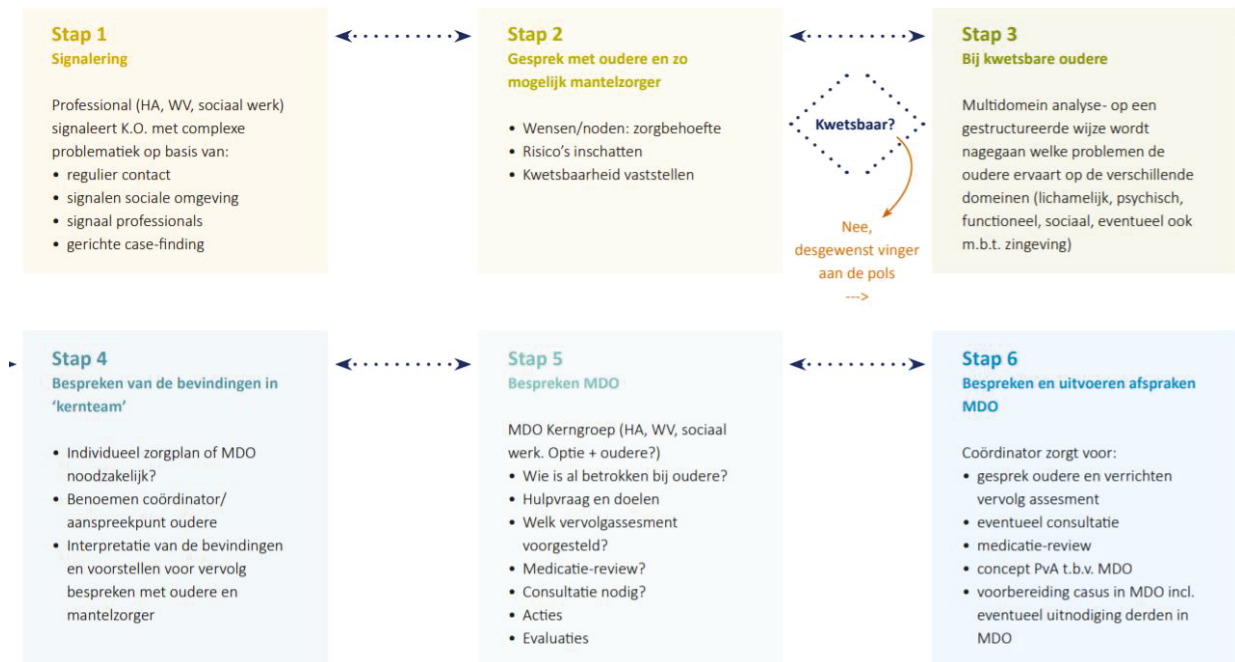 Stap 1
Signalering
Professional (HA, WV, sociaal werk)
signaleert K.O. met complexe
problematiek op basis van:
• regulier contact
• signalen sociale omgeving
• signaal professionals
• gerichte case-finding
Stap 2
Gesprek met oudere en zo
mogelijk mantelzorger
• Wensen/noden: zorgbehoefte
• Risico's inschatten
• Kwetsbaarheid vaststellen
Kwetsbaar?
Nee,
desgewenst vinger
aan de pols
--->
Stap 3
Bij kwetsbare oudere
Multidomein analyse- op een
gestructureerde wijze wordt
nagegaan welke problemen de
oudere ervaart op de verschillende
domeinen (lichamelijk, psychisch,
functioneel, sociaal, eventueel ook
m.b.t. zingeving)
Stap 4
Bespreken van de bevindingen in
‘kernteam’
• Individueel zorgplan of MDO
noodzakelijk?
• Benoemen coördinator/
aanspreekpunt oudere
• Interpretatie van de bevindingen
en voorstellen voor vervolg
bespreken met oudere en
mantelzorger
Stap 5
Bespreken MDO
MDO Kerngroep (HA, WV, sociaal
werk. Optie + oudere?)
• Wie is al betrokken bij oudere?
• Hulpvraag en doelen
• Welk vervolgassesment
voorgesteld?
• Medicatie-review?
• Consultatie nodig?
• Acties
• Evaluaties
Stap 6
Bespreken en uitvoeren afspraken
MDO
Coördinator zorgt voor:
• gesprek oudere en verrichten
vervolg assesment
• eventueel consultatie
• medicatie-review
• concept PvA t.b.v. MDO
• voorbereiding casus in MDO incl.
eventueel uitnodiging derden in
MDO